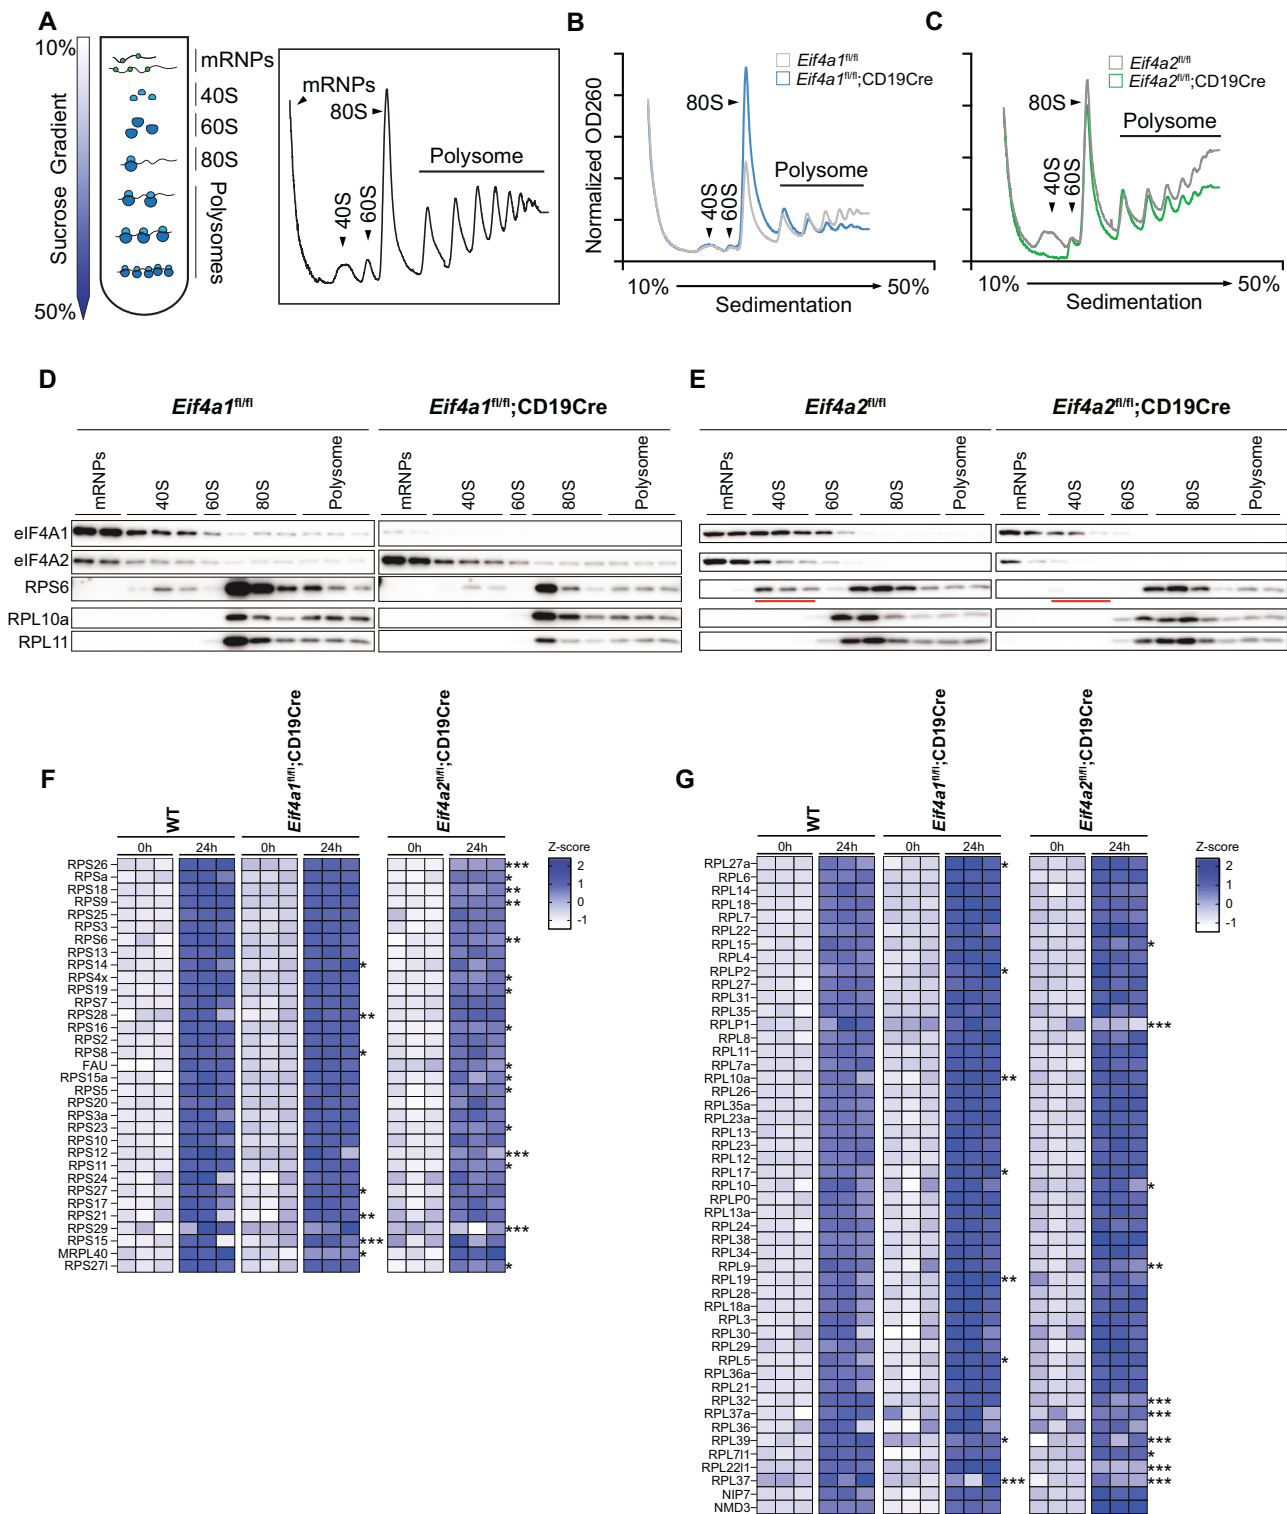 A
10%
50%
Sucrose Gradient
mRNPs
40S
60S
80S
Polysomes
mRNPs
80S
40S
60S
Polysome
B
Normalized OD260
Eif4a1fl/fl
Eif4a1fl/fl;CD19Cre
80S
Polysome
40S
60S
10%
50%
Sedimentation
C
Eif4a2fl/fl
Eif4a2fl/fl;CD19Cre
80S
Polysome
40S
60S
10%
50%
Sedimentation
D
Eif4a1fl/fl
Eif4a1fl/fl;CD19Cre
mRNPs
40S
60S
80S
Polysome
mRNPs
40S
60S
80S
Polysome
eIF4A1
eIF4A2
RPS6
RPL10a
RPL11
E
Eif4a2fl/fl
Eif4a2fl/fl;CD19Cre
mRNPs
40S
60S
80S
Polysome
mRNPs
40S
60S
80S
Polysome
F
WT
Eif4a1fl/fl;CD19Cre
Eif4a2fl/fl;CD19Cre
0h 24h 0h 24h 0h 24h
Z-score
2
1
0
-1
RPS26 ***
RPSa *
RPS18 **
RPS9 **
RPS25
RPS3
RPS6 **
RPS13
RPS14 *
RPS4x *
RPS19 *
RPS7
RPS28 **
RPS16 *
RPS2
RPS8 *
FAU *
RPS15a *
RPS5 *
RPS20
RPS3a
RPS23 *
RPS10
RPS12 ***
RPS11 *
RPS24
RPS27 *
RPS17
RPS21 **
RPS29 ***
RPS15 ***
MRPL40 *
RPS27l *
G
WT
Eif4a1fl/fl;CD19Cre
Eif4a2fl/fl;CD19Cre
0h 24h 0h 24h 0h 24h
Z-score
2
1
0
-1
RPL27a *
RPL6
RPL14
RPL18
RPL7
RPL22
RPL15 *
RPL4
RPLP2 *
RPL27
RPL31
RPL35
RPLP1 ***
RPL8
RPL11
RPL7a
RPL10a **
RPL26
RPL35a
RPL23a
RPL13
RPL23
RPL12
RPL17 *
RPL10 *
RPLP0
RPL13a
RPL24
RPL38
RPL34
RPL9 **
RPL19 **
RPL28
RPL18a
RPL3
RPL30
RPL29
RPL5 *
RPL36a
RPL21
RPL32 ***
RPL37a ***
RPL36
RPL39 * ***
RPL7l1 *
RPL22l1 ***
RPL37 *** ***
NIP7
NMD3